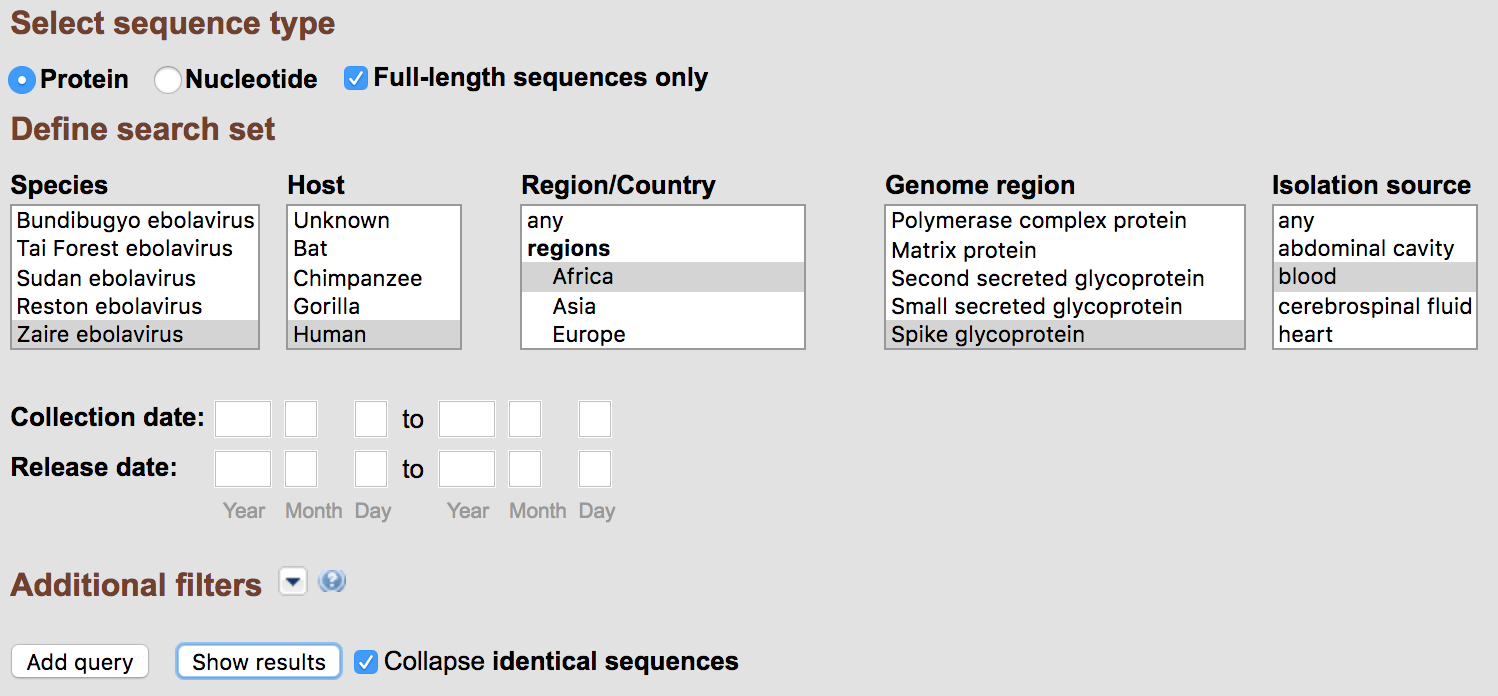 Select sequence type
Protein Nucleotide Full-length sequences only
Define search set
Species Host Region/Country Genome region Isolation source
Bundibugyo ebolavirus Unknown any Polymerase complex protein any
Tai Forest ebolavirus Bat regions Matrix protein abdominal cavity
Sudan ebolavirus Chimpanzee Africa Second secreted glycoprotein blood
Reston ebolavirus Gorilla Asia Small secreted glycoprotein cerebrospinal fluid
Zaire ebolavirus Human Europe Spike glycoprotein heart
Collection date: to
Release date: to
Year Month Day Year Month Day
Additional filters ?
Add query Show results Collapse identical sequences